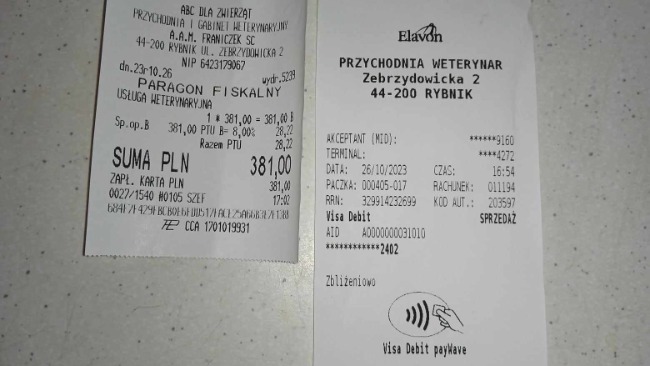 ABC DLA ZWIERZĄT
PRZYCHODNIA I GABINET WETERYNARYJNY
A.A.M. FRANICZEK SC
44-200 RYBNIK UL. ZEBRZYDOWICKA 2
NIP 6423179067
dn.23r10.26 wydr.5239
PARAGON FISKALNY
USŁUGA WETERYNARYJNA
1 * 381,00 = 381,00 B
Sp.op.B 381,00 PTU B= 8,00% 28,22
Razem PTU 28,22
SUMA PLN 381,00
ZAPŁ. KARTA PLN 381,00
0027/1540 #0105 SZEF 17:02
CCA 1701019931
Elavon
PRZYCHODNIA WETERYNAR
Zebrzydowicka 2
44-200 RYBNIK
AKCEPTANT (MID): ******9160
TERMINAL: ****4272
DATA: 26/10/2023 CZAS: 16:54
PACZKA: 000405-017 RACHUNEK: 011194
RRN: 329914232699 KOD AUT.: 203597
Visa Debit SPRZEDAŻ
AID A0000000031010
************2402
Zbliżeniowo
Visa Debit payWave